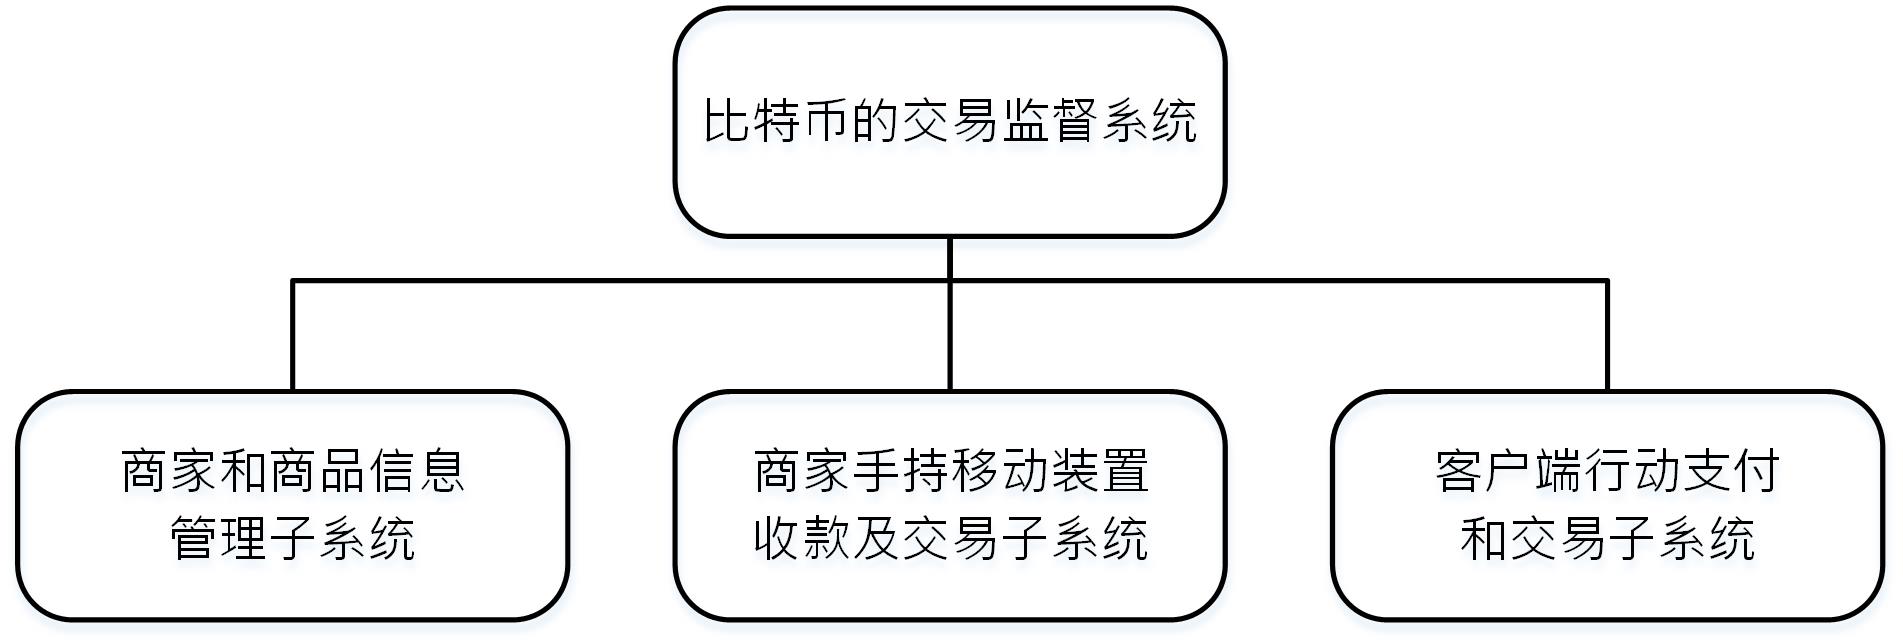 比特币的交易监督系统
商家和商品信息
管理子系统
商家手持移动装置
收款及交易子系统
客户端行动支付
和交易子系统